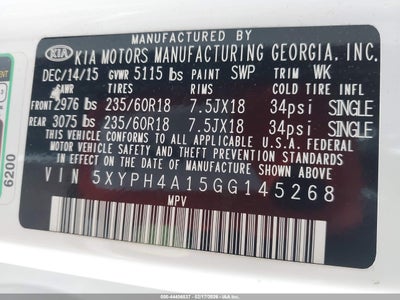 KIA KIA MOTORS MANUFACTURING GEORGIA, INC.
DEC/14/15 GVWR 5115 lbs PAINT SWP TRIM WK
GAWR TIRES RIMS COLD TIRE INFL
FRONT 2976 lbs 235/60R18 7.5JX18 34psi SINGLE
REAR 3075 lbs 235/60R18 7.5JX18 34psi SINGLE
THIS VEHICLE CONFORMS TO ALL APPLICABLE U.S.A. FEDERAL
MOTOR VEHICLE SAFETY AND THEFT PREVENTION STANDARDS
IN EFFECT ON THE DATE OF MANUFACTURE SHOWN ABOVE.
VIN 5XYPH4A15GG145268
MPV
6200